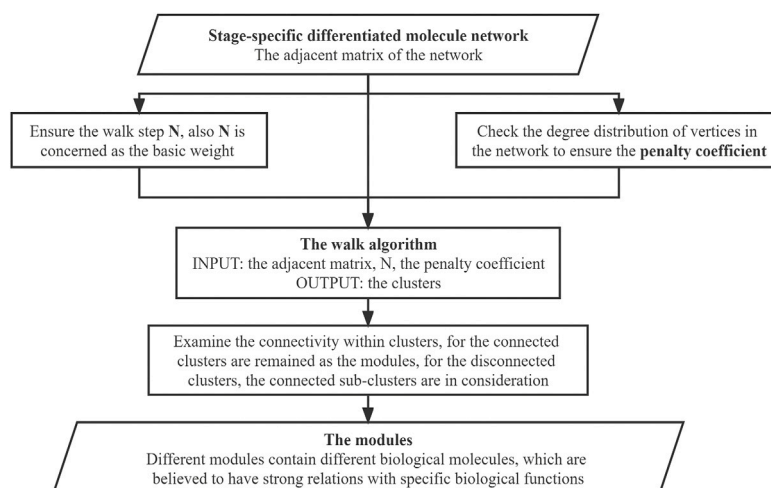 Stage-specific differentiated molecule network
The adjacent matrix of the network
Ensure the walk step N, also N is
concerned as the basic weight
Check the degree distribution of vertices in
the network to ensure the penalty coefficient
The walk algorithm
INPUT: the adjacent matrix, N, the penalty coefficient
OUTPUT: the clusters
Examine the connectivity within clusters, for the connected
clusters are remained as the modules, for the disconnected
clusters, the connected sub-clusters are in consideration
The modules
Different modules contain different biological molecules, which are
believed to have strong relations with specific biological functions